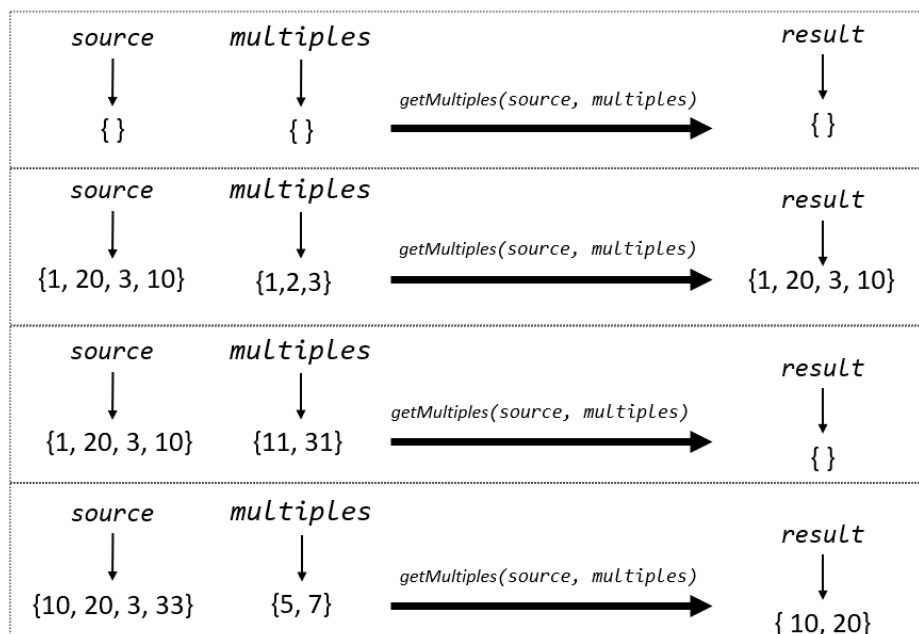 source multiples result
getMultiples(source, multiples)
{ } { } { }
source multiples result
getMultiples(source, multiples)
{1, 20, 3, 10} {1,2,3} {1, 20, 3, 10}
source multiples result
getMultiples(source, multiples)
{1, 20, 3, 10} {11, 31} { }
source multiples result
getMultiples(source, multiples)
{10, 20, 3, 33} {5, 7} { 10, 20}